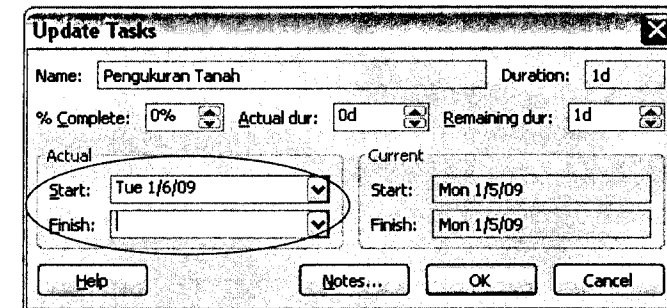 Update Tasks
Name: Pengukuran Tanah Duration: 1d
% Complete: 0% Actual dur: 0d Remaining dur: 1d
Actual Current
Start: Tue 1/6/09 Start: Mon 1/5/09
Finish: Finish: Mon 1/5/09
Help Notes... OK Cancel